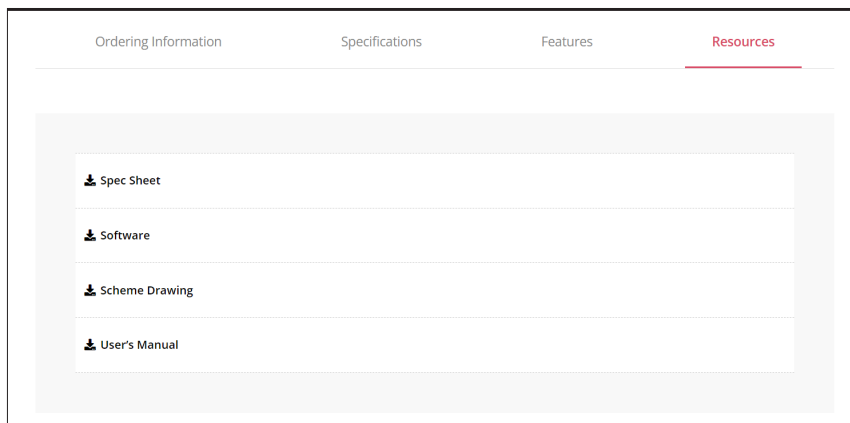 Ordering Information Specifications Features Resources
Spec Sheet
Software
Scheme Drawing
User's Manual